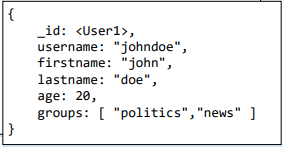 {
_id: <User1>,
username: "johndoe",
firstname: "john",
lastname: "doe",
age: 20,
groups: [ "politics","news" ]
}